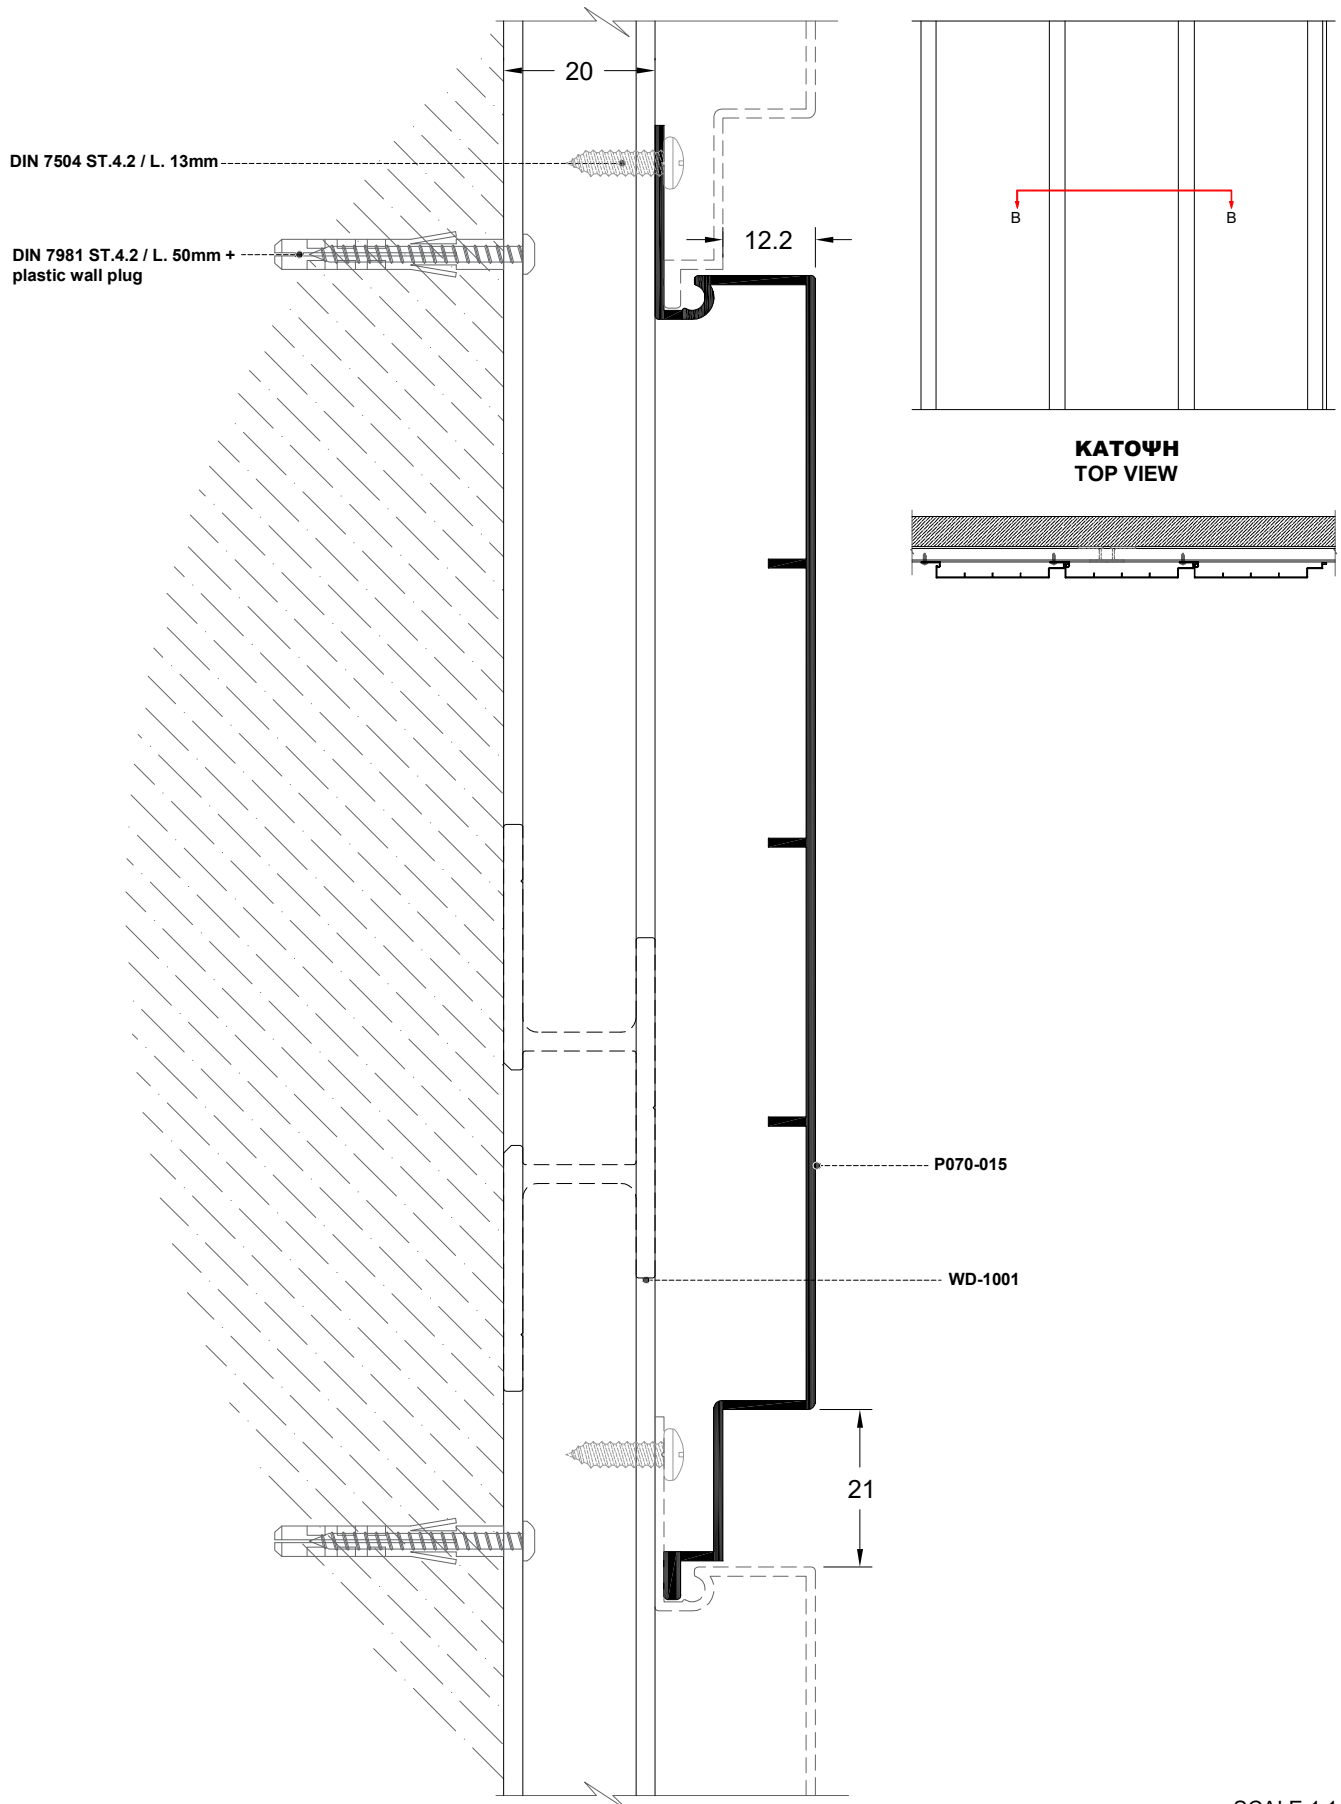 20
DIN 7504 ST.4.2 / L. 13mm
DIN 7981 ST.4.2 / L. 50mm +
plastic wall plug
12.2
B
B
ΚΑΤΟΨΗ
TOP VIEW
P070-015
WD-1001
21